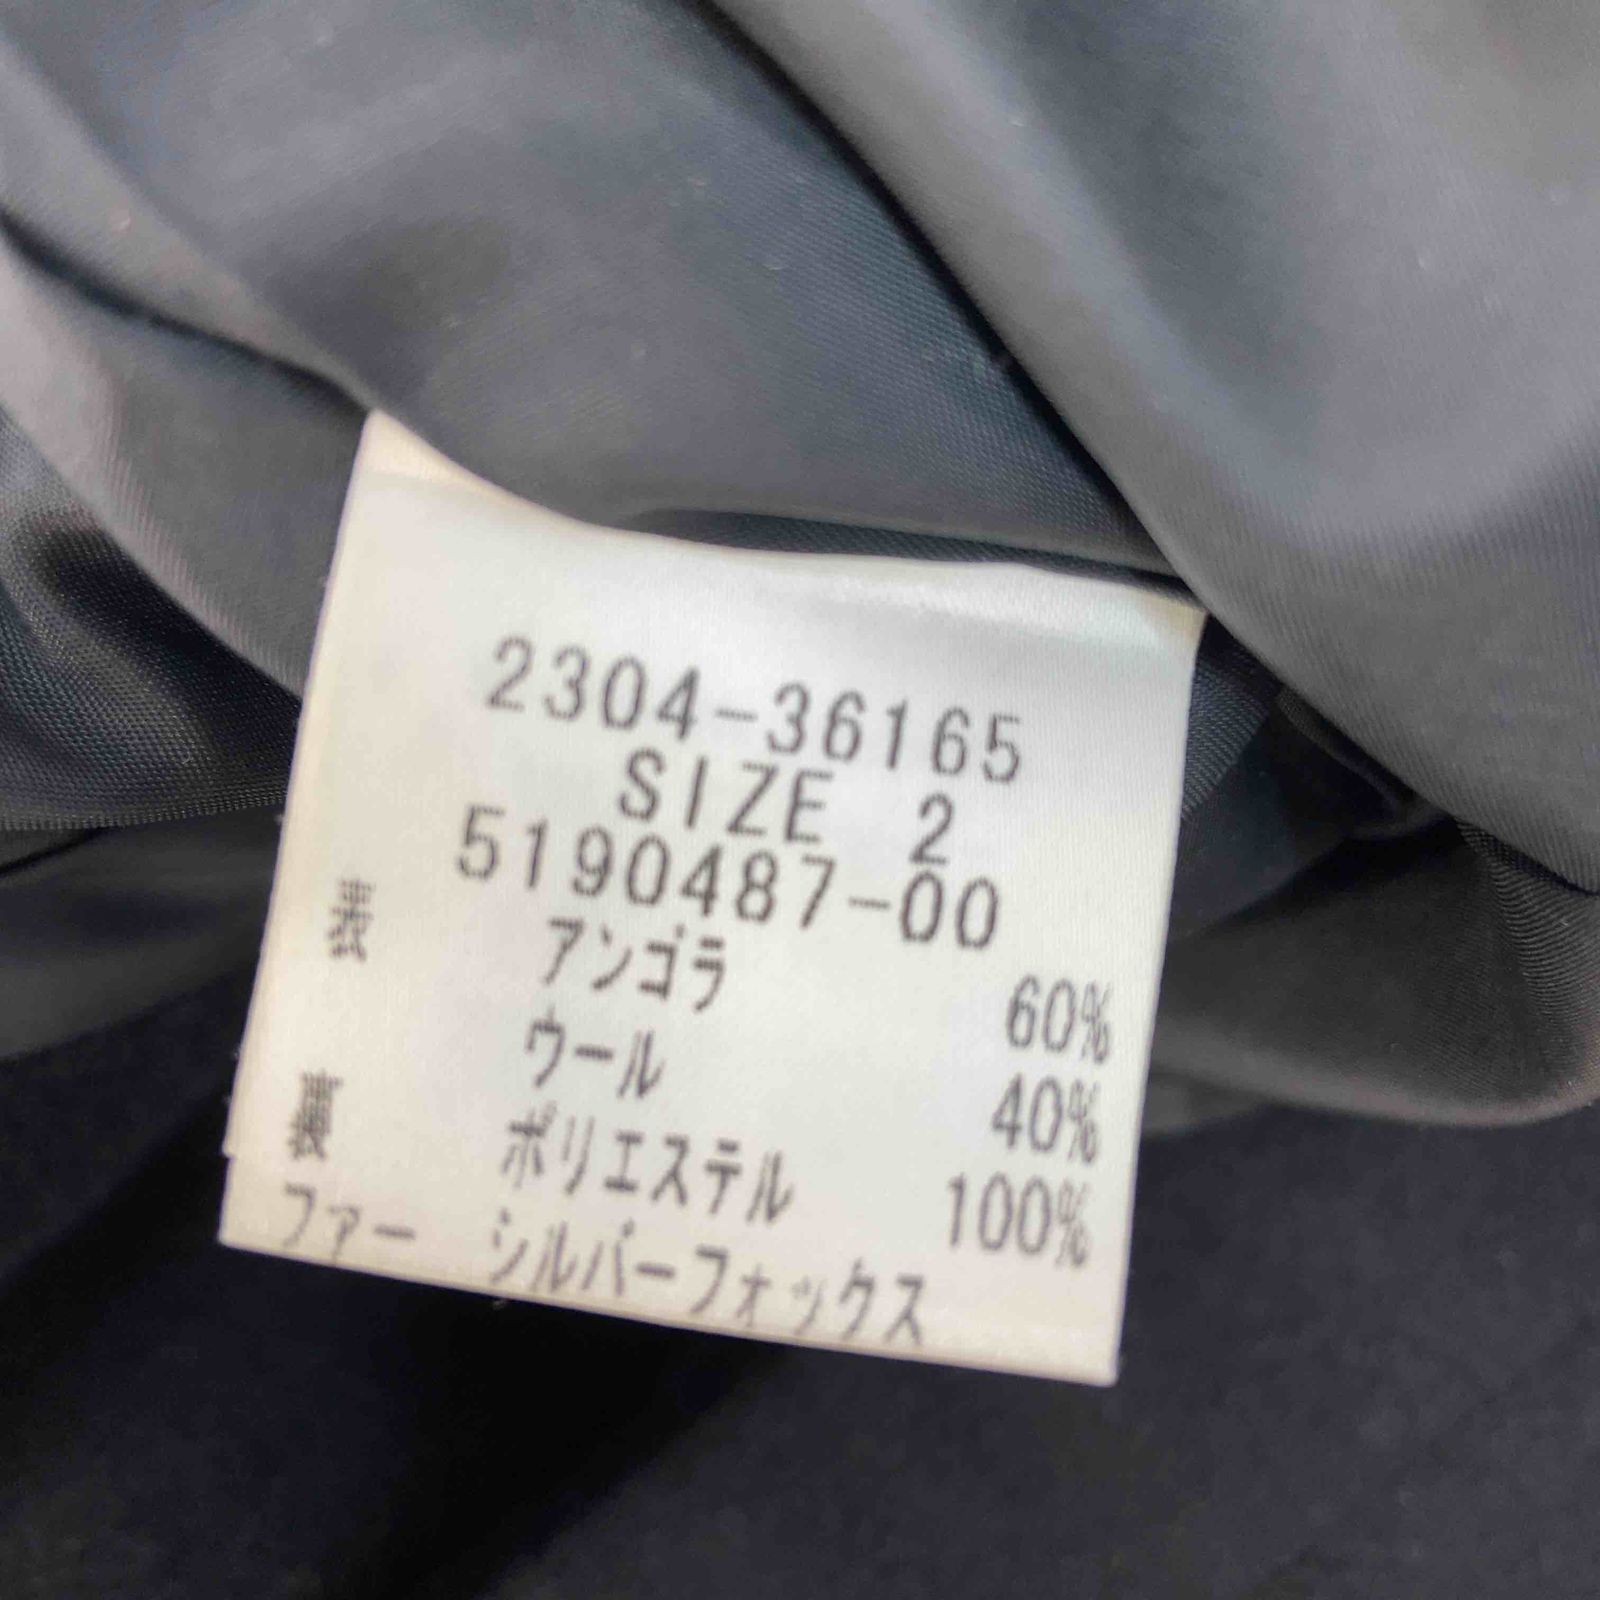 2304-36165
SIZE 2
5190487-00
表 アンゴラ 60%
ウール 40%
裏 ポリエステル 100%
ファー シルバーフォックス